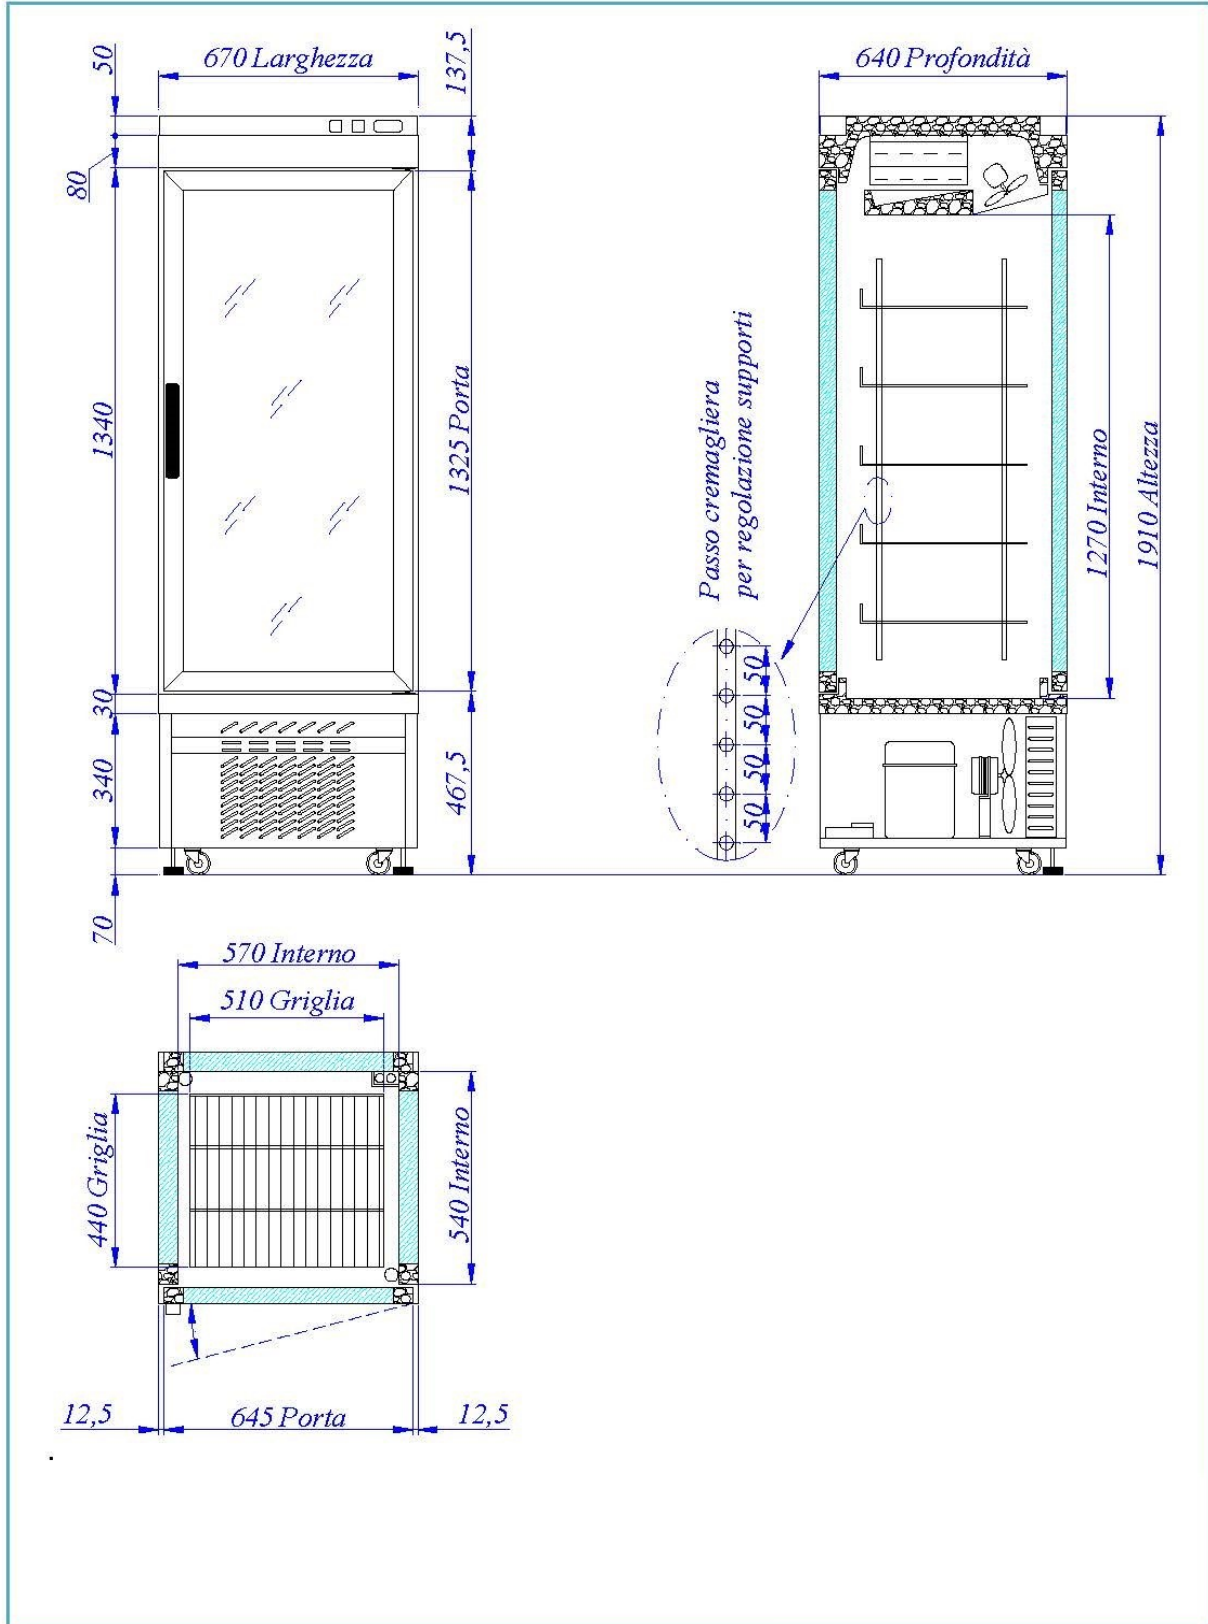 670 Larghezza
50
137,5
80
1340
1325 Porta
30
340
467,5
70
640 Profondità
Passo cremagliera
per regolazione supporti
50
50
50
50
1270 Interno
1910 Altezza
570 Interno
510 Griglia
440 Griglia
540 Interno
12,5
645 Porta
12,5
.